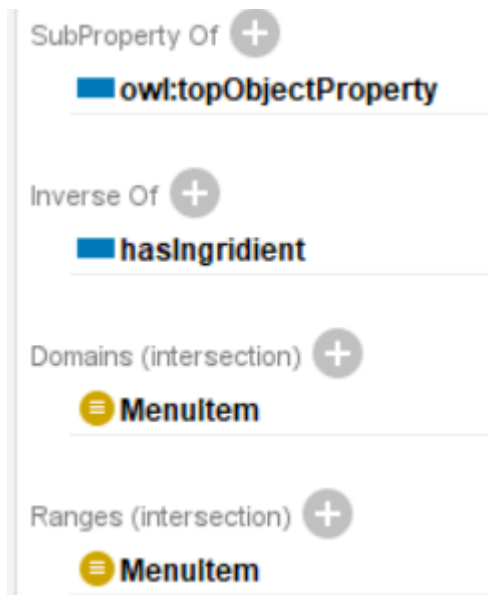 SubProperty Of
owl:topObjectProperty
Inverse Of
hasIngridient
Domains (intersection)
MenuItem
Ranges (intersection)
MenuItem